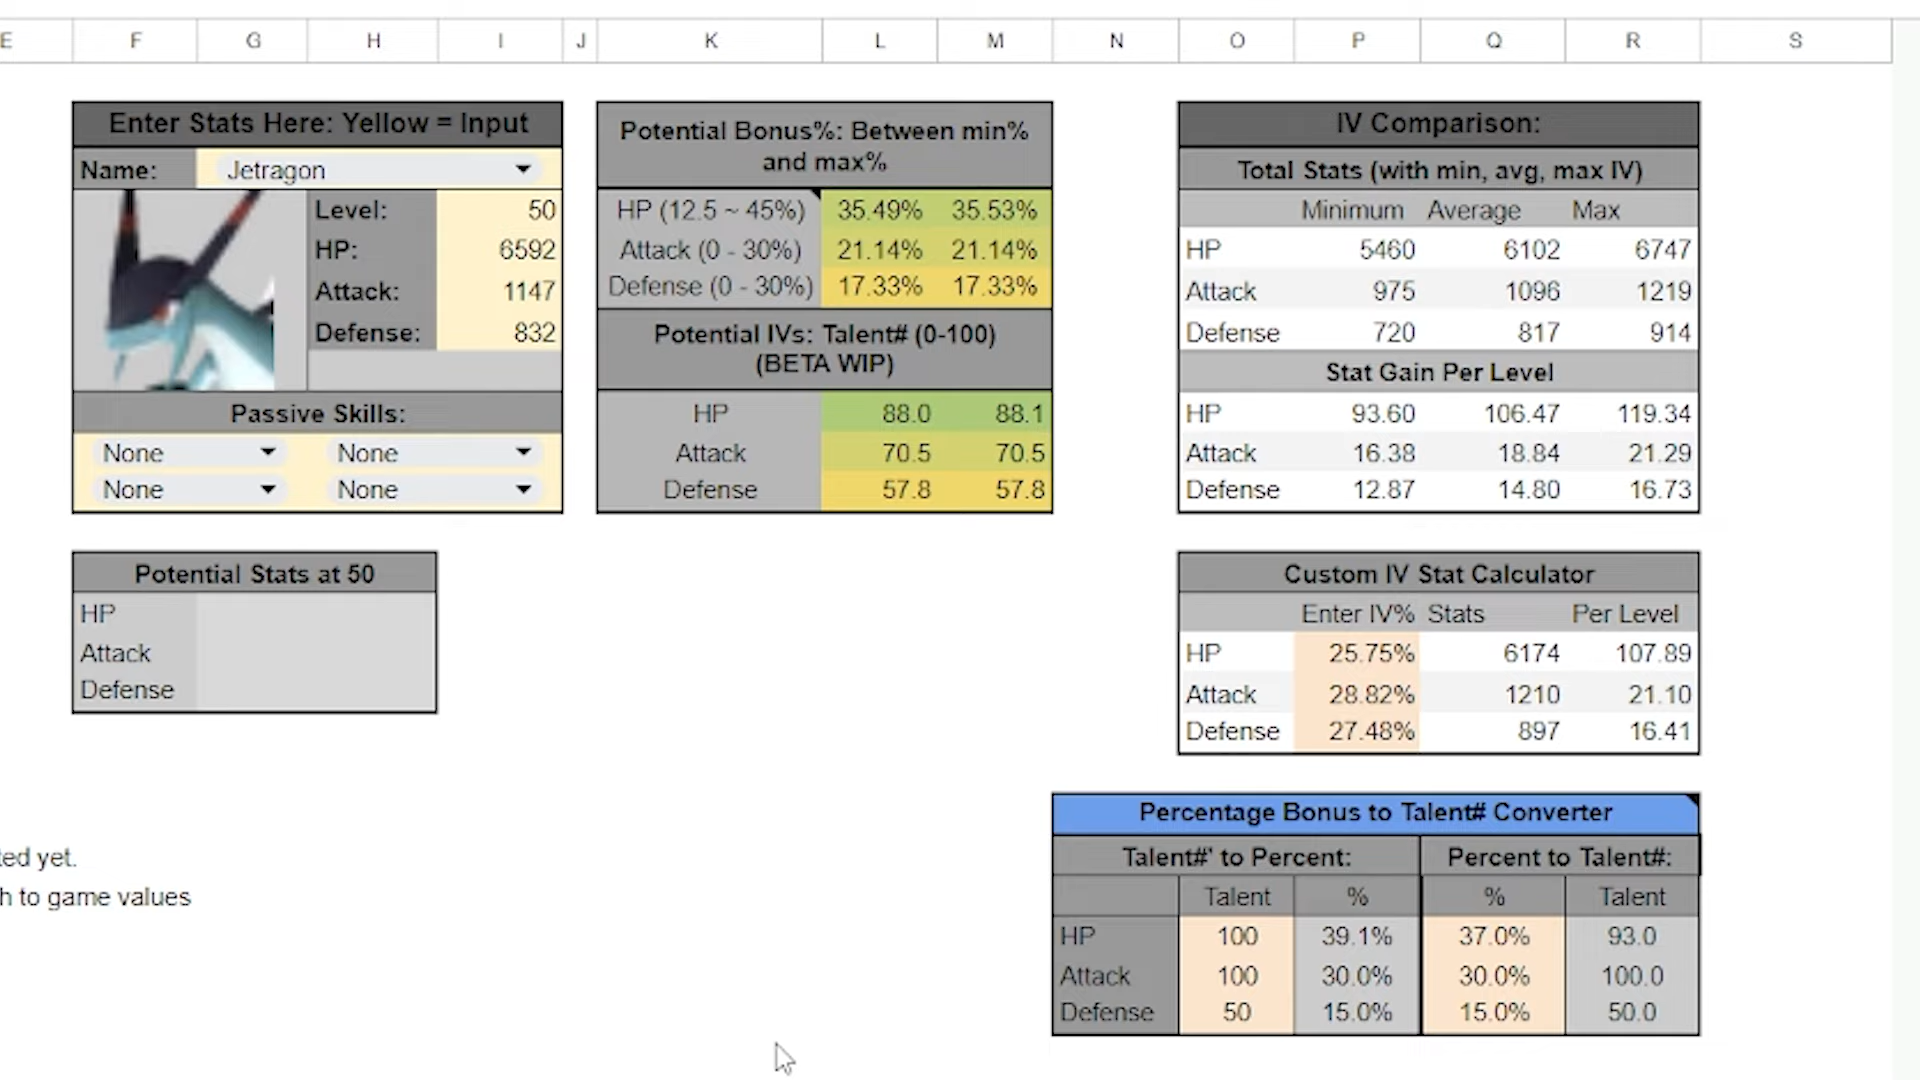 E F G H I J K L M N O P Q R S
Enter Stats Here: Yellow = Input
Name: Jetragon
Level: 50
HP: 6592
Attack: 1147
Defense: 832
Passive Skills:
None None
None None
Potential Stats at 50
HP
Attack
Defense
ted yet.
h to game values
Potential Bonus%: Between min%
and max%
HP (12.5 ~ 45%) 35.49% 35.53%
Attack (0 - 30%) 21.14% 21.14%
Defense (0 - 30%) 17.33% 17.33%
Potential IVs: Talent# (0-100)
(BETA WIP)
HP 88.0 88.1
Attack 70.5 70.5
Defense 57.8 57.8
IV Comparison:
Total Stats (with min, avg, max IV)
Minimum Average Max
HP 5460 6102 6747
Attack 975 1096 1219
Defense 720 817 914
Stat Gain Per Level
HP 93.60 106.47 119.34
Attack 16.38 18.84 21.29
Defense 12.87 14.80 16.73
Custom IV Stat Calculator
Enter IV% Stats Per Level
HP 25.75% 6174 107.89
Attack 28.82% 1210 21.10
Defense 27.48% 897 16.41
Percentage Bonus to Talent# Converter
Talent#' to Percent: Percent to Talent#:
Talent % % Talent
HP 100 39.1% 37.0% 93.0
Attack 100 30.0% 30.0% 100.0
Defense 50 15.0% 15.0% 50.0